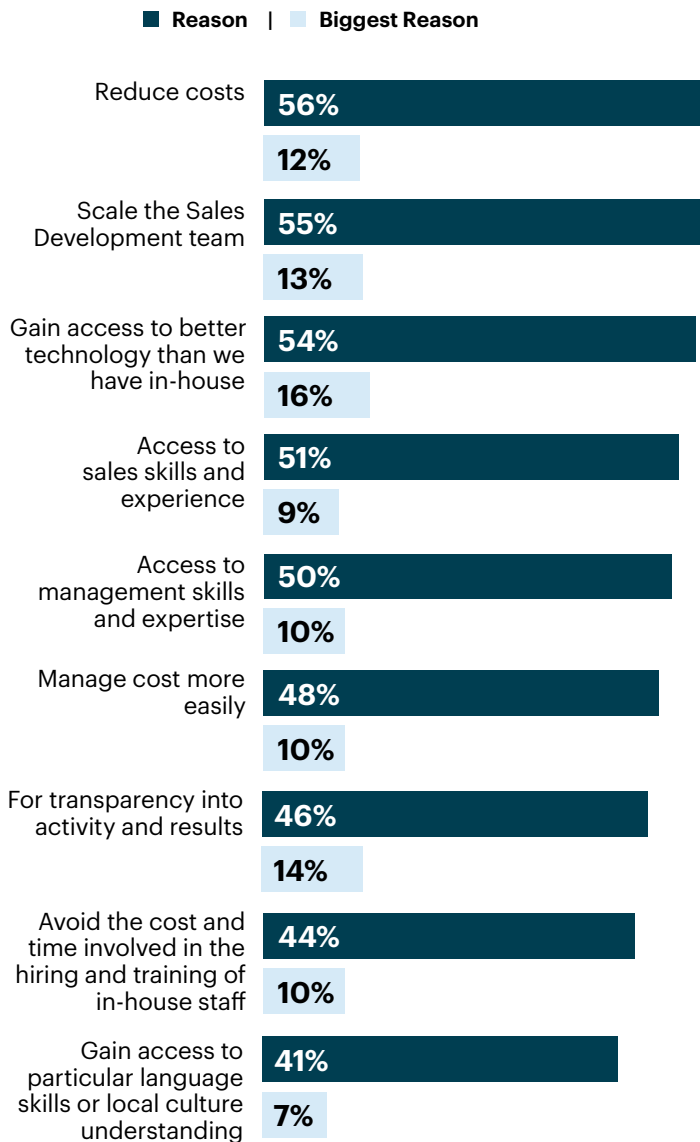 Reason | Biggest Reason
Reduce costs
56%
12%
Scale the Sales
Development team
55%
13%
Gain access to better
technology than we
have in-house
54%
16%
Access to
sales skills and
experience
51%
9%
Access to
management skills
and expertise
50%
10%
Manage cost more
easily
48%
10%
For transparency into
activity and results
46%
14%
Avoid the cost and
time involved in the
hiring and training of
in-house staff
44%
10%
Gain access to
particular language
skills or local culture
understanding
41%
7%